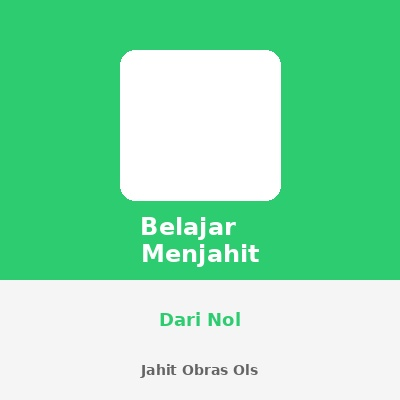 Belajar
Menjahit
Dari Nol
Jahit Obras Ols